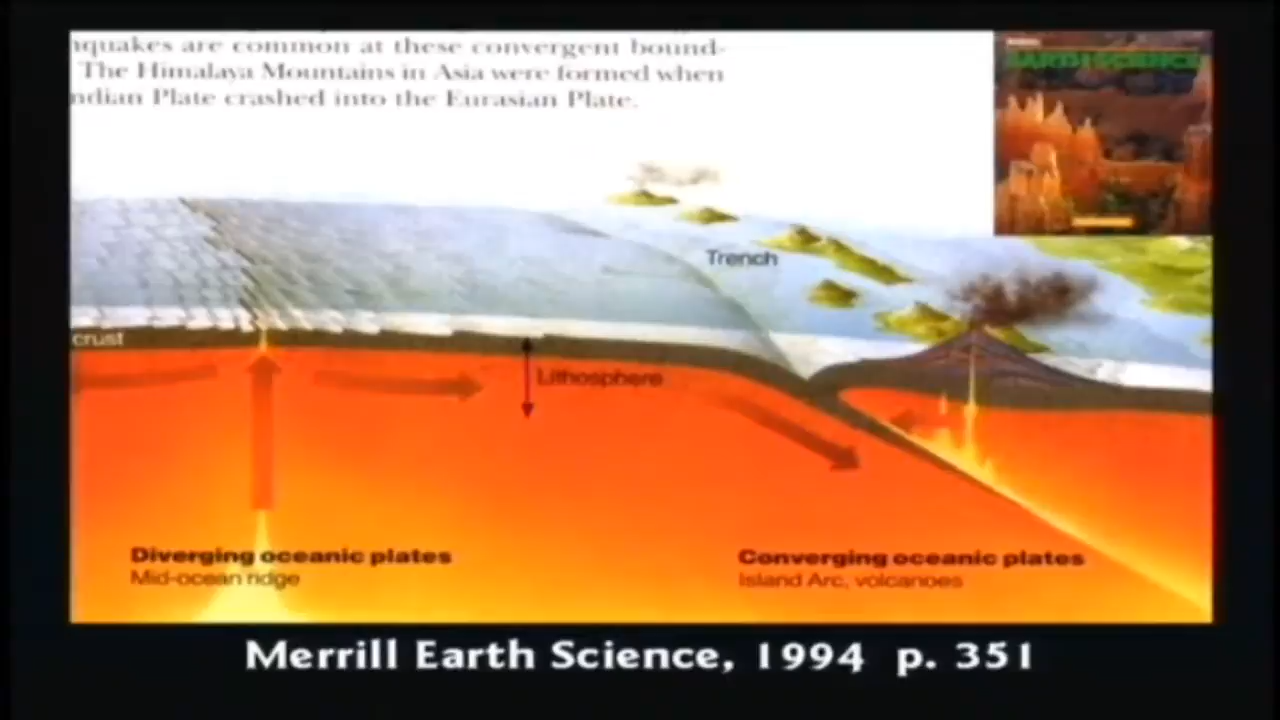 nquakes are common at these convergent bound-
The Himalaya Mountains in Asia were formed when
ndian Plate crashed into the Eurasian Plate.
EARTH SCIENCE
Trench
crust
Lithosphere
Diverging oceanic plates
Mid-ocean ridge
Converging oceanic plates
Island Arc, volcanoes
Merrill Earth Science, 1994 p. 351